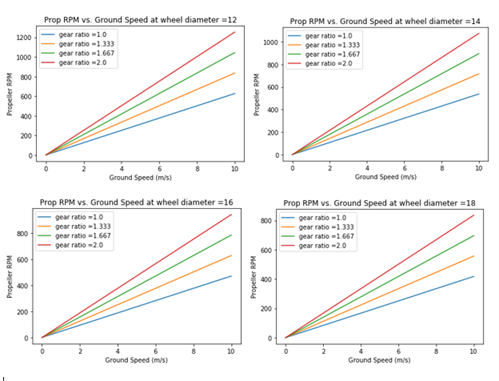 Prop RPM vs. Ground Speed at wheel diameter =12
1200
1000
800
600
400
200
0
Propeller RPM
gear ratio =1.0
gear ratio =1.333
gear ratio =1.667
gear ratio =2.0
0 2 4 6 8 10
Ground Speed (m/s)
Prop RPM vs. Ground Speed at wheel diameter =14
1000
800
600
400
200
0
Propeller RPM
gear ratio =1.0
gear ratio =1.333
gear ratio =1.667
gear ratio =2.0
0 2 4 6 8 10
Ground Speed (m/s)
Prop RPM vs. Ground Speed at wheel diameter =16
800
600
400
200
0
Propeller RPM
gear ratio =1.0
gear ratio =1.333
gear ratio =1.667
gear ratio =2.0
0 2 4 6 8 10
Ground Speed (m/s)
Prop RPM vs. Ground Speed at wheel diameter =18
800
600
400
200
0
Propeller RPM
gear ratio =1.0
gear ratio =1.333
gear ratio =1.667
gear ratio =2.0
0 2 4 6 8 10
Ground Speed (m/s)